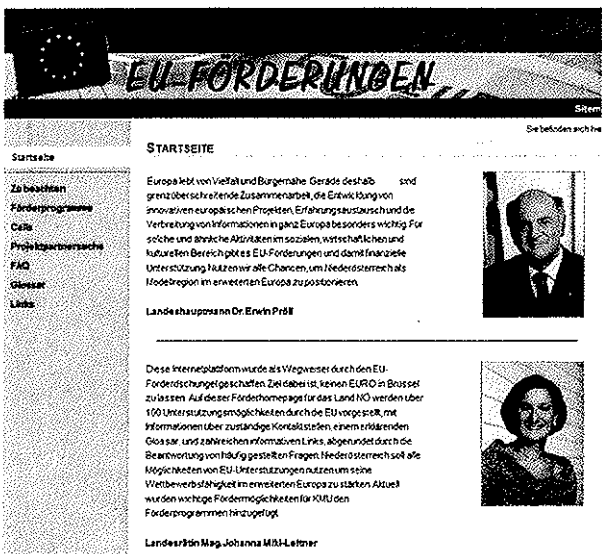 EU-FÖRDERUNGEN
Sitem
Sie befinden sich hie
Startseite
Zu beachten
Förderprogramme
Calls
Projektpartnersuche
FAQ
Glossar
Links
STARTSEITE
Europa lebt von Vielfalt und Bürgernähe. Gerade deshalb sind
grenzüberschreitende Zusammenarbeit, die Entwicklung von
innovativen europäischen Projekten, Erfahrungsaustausch und die
Verbreitung von Informationen in ganz Europa besonders wichtig. Für
solche und ähnliche Aktivitäten im sozialen, wirtschaftlichen und
kulturellen Bereich gibt es EU-Förderungen und damit finanzielle
Unterstützung. Nutzen wir alle Chancen, um Niederösterreich als
Modellregion im erweiterten Europa zu positionieren.
Landeshauptmann Dr. Erwin Pröll
Diese Internetplattform wurde als Wegweiser durch den EU-
Förderdschungel geschaffen. Ziel dabei ist, keinen EURO in Brüssel
zu lassen. Auf dieser Förderhomepage für das Land NÖ werden über
100 Unterstützungsmöglichkeiten durch die EU vorgestellt, mit
Informationen über zuständige Kontaktstellen, einem erklärenden
Glossar, und zahlreichen informativen Links, abgerundet durch die
Beantwortung von häufig gestellten Fragen. Niederösterreich soll alle
Möglichkeiten von EU-Unterstützungen nutzen um seine
Wettbewerbsfähigkeit im erweiterten Europa zu stärken. Aktuell
wurden wichtige Fördermöglichkeiten für KMU den
Förderprogrammen hinzugefügt.
Landesrätin Mag. Johanna Mikl-Leitner